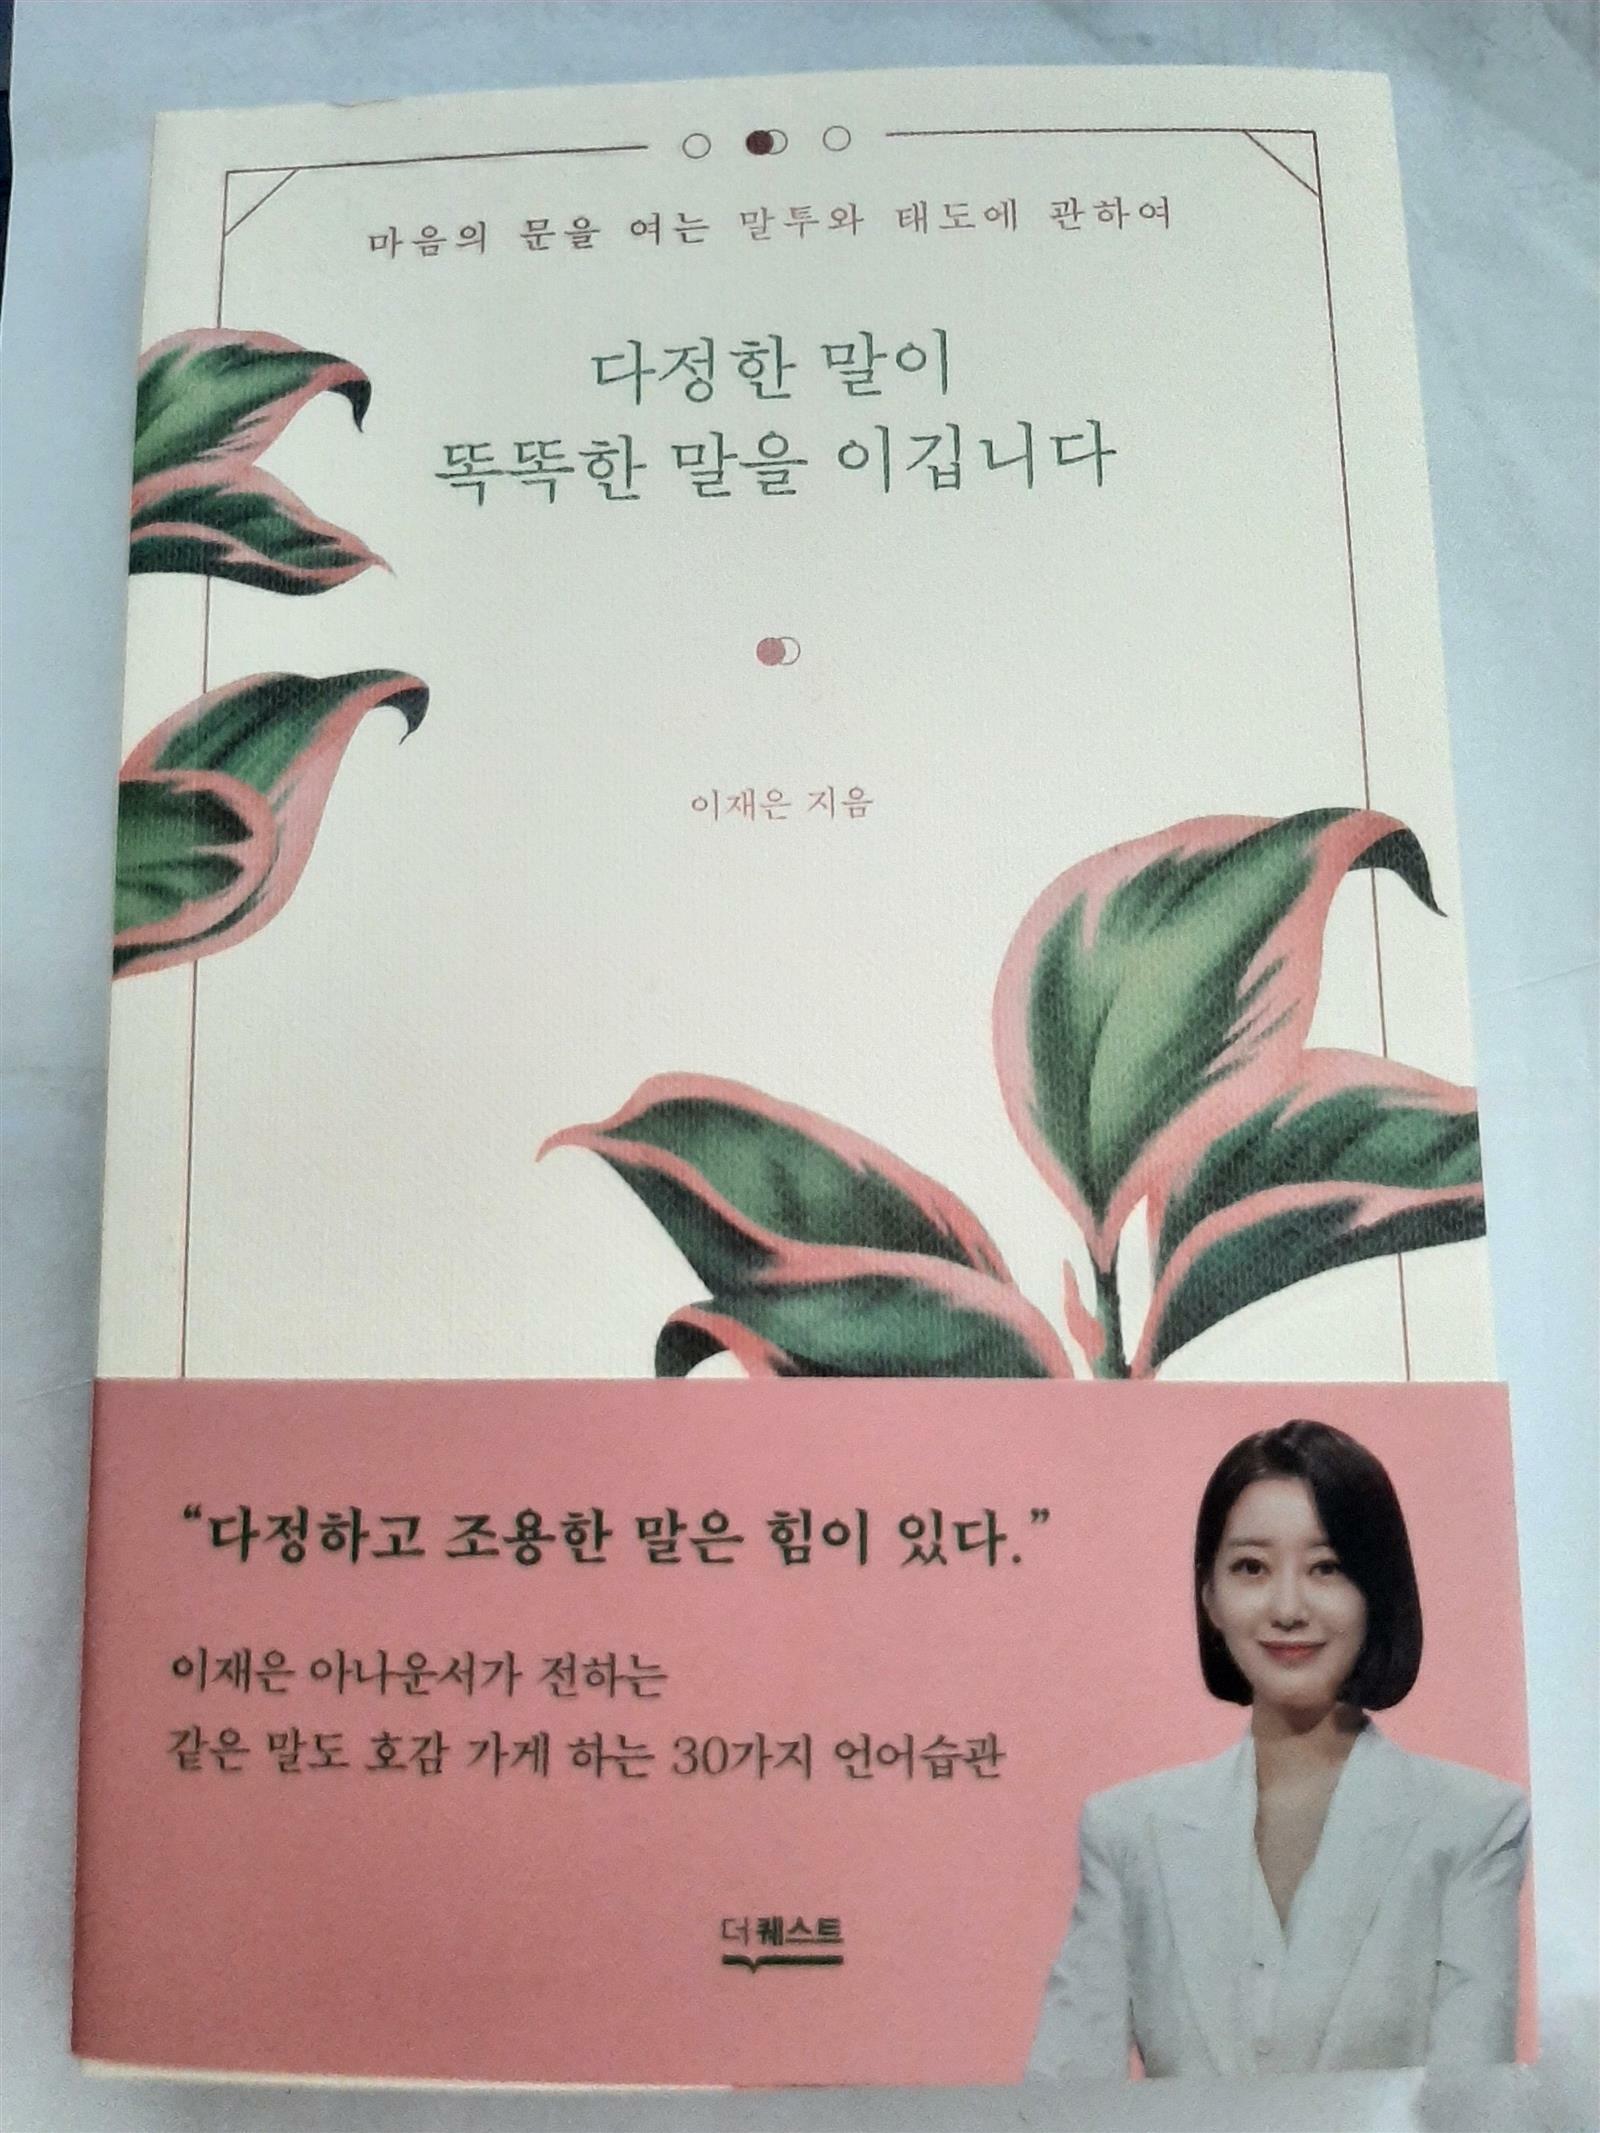 마음의 문을 여는 말투와 태도에 관하여
다정한 말이
똑똑한 말을 이깁니다
이재은 지음
“다정하고 조용한 말은 힘이 있다.”
이재은 아나운서가 전하는
같은 말도 호감 가게 하는 30가지 언어습관
더퀘스트